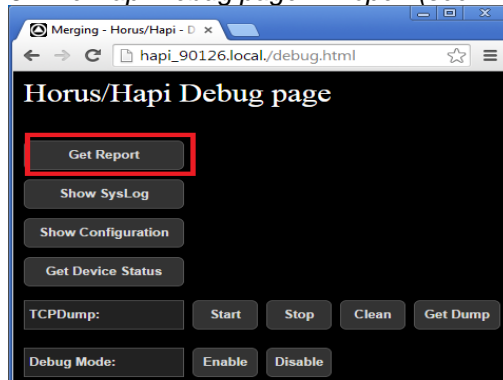 Merging - Horus/Hapi - D
hapi_90126.local./debug.html
Horus/Hapi Debug page
Get Report
Show SysLog
Show Configuration
Get Device Status
TCPDump: Start Stop Clean Get Dump
Debug Mode: Enable Disable